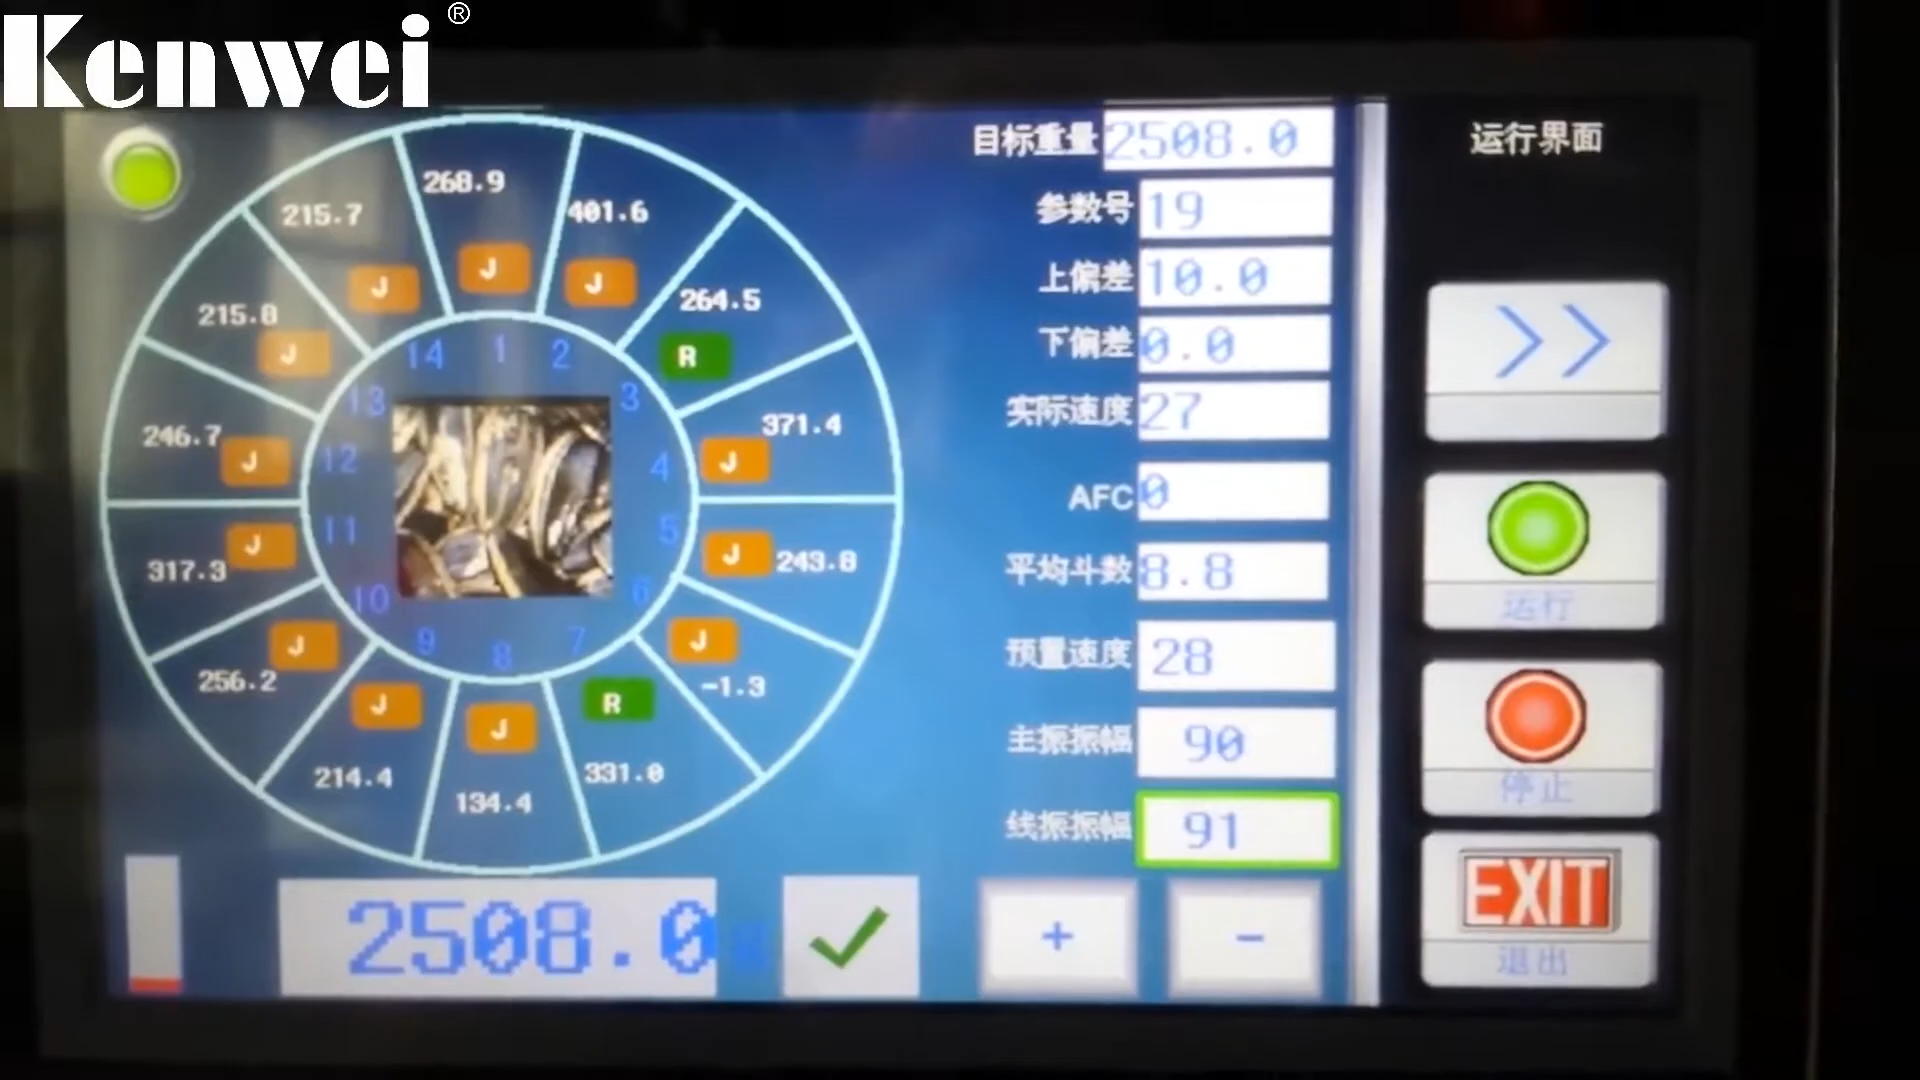 Kenwei®
目标重量 2508.0
运行界面
参数号 19
上偏差 10.0
下偏差 0.0
实际速度 27
AFC 0
平均斗数 8.8
预置速度 28
主振振幅 90
线振振幅 91
268.9 J 1
401.6 J 2
264.5 R 3
371.4 J 4
243.8 J 5
-1.3 J 6
331.0 R 7
134.4 J 8
214.4 J 9
256.2 J 10
317.3 J 11
246.7 J 12
215.8 J 13
215.7 J 14
2508.0
+
-
>>
运行
停止
EXIT
退出